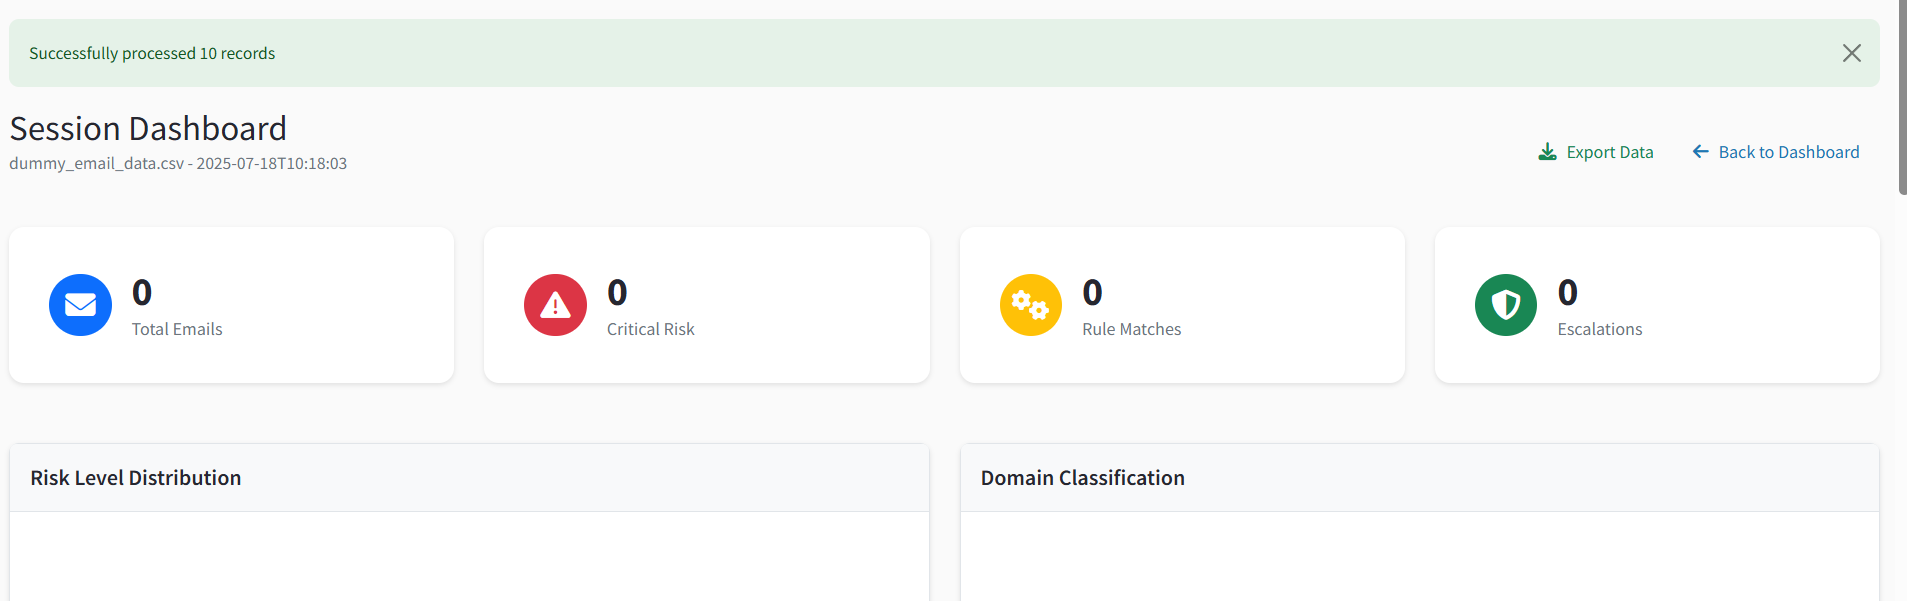 Successfully processed 10 records
Session Dashboard
dummy_email_data.csv - 2025-07-18T10:18:03
Export Data
Back to Dashboard
0
Total Emails
0
Critical Risk
0
Rule Matches
0
Escalations
Risk Level Distribution
Domain Classification